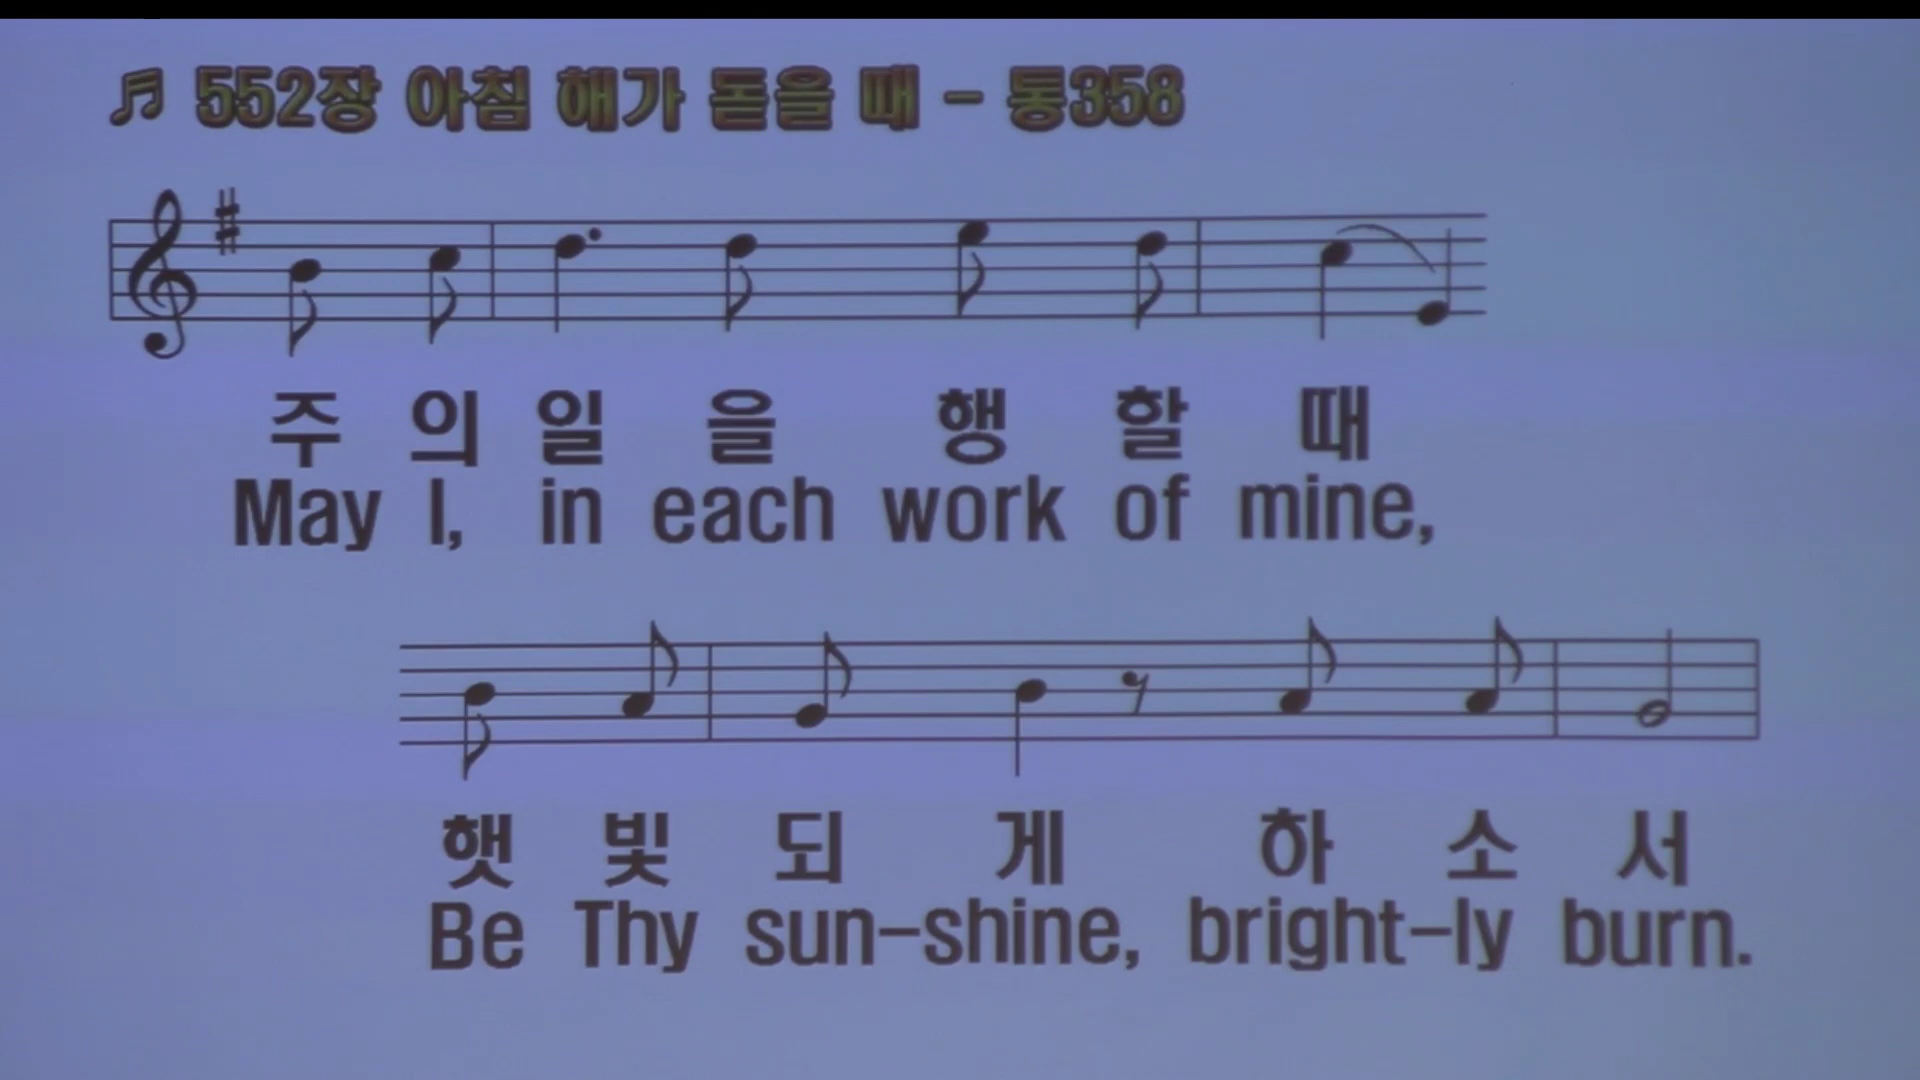 ♬ 552장 아침 해가 돋을 때 - 통358
주 의 일 을 행 할 때
May I, in each work of mine,
햇 빛 되 게 하 소 서
Be Thy sun-shine, bright-ly burn.